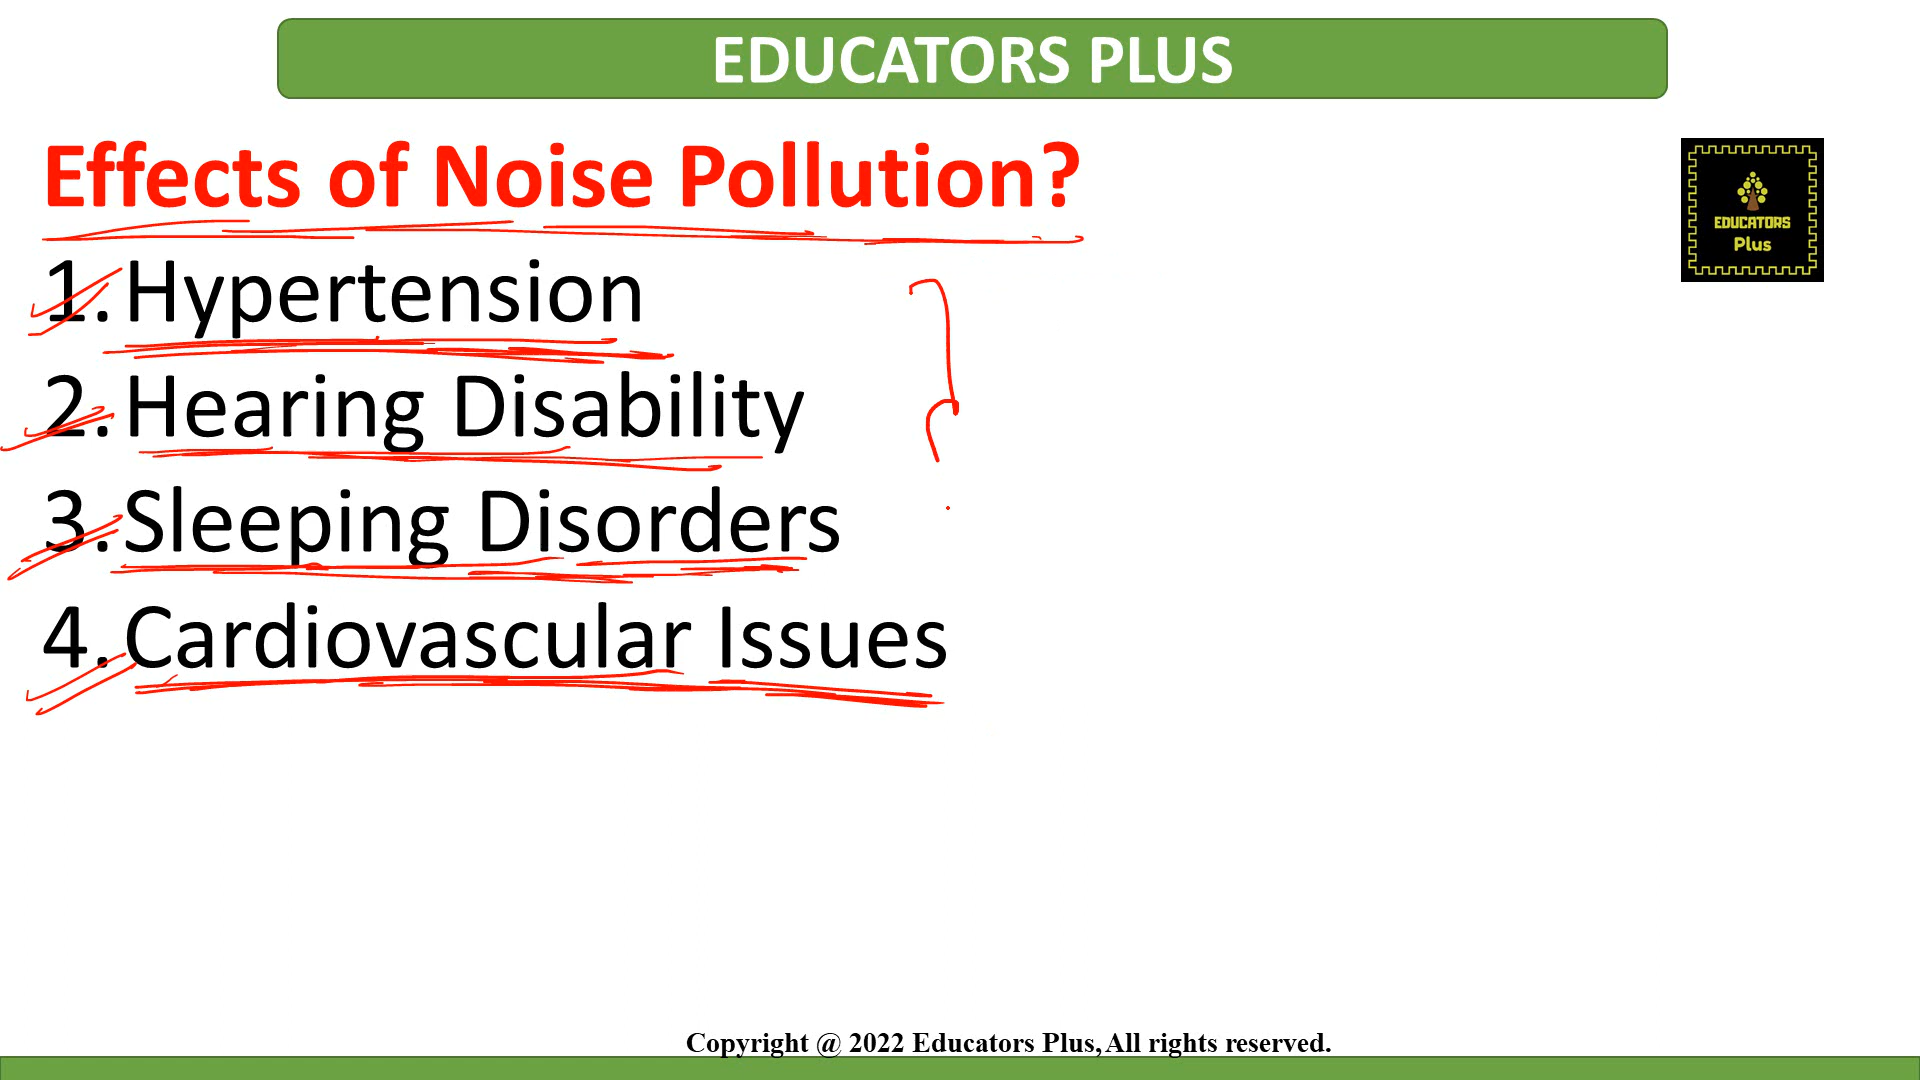 EDUCATORS PLUS
Effects of Noise Pollution?
EDUCATORS
Plus
1. Hypertension
2. Hearing Disability
3. Sleeping Disorders
4. Cardiovascular Issues
Copyright @ 2022 Educators Plus, All rights reserved.